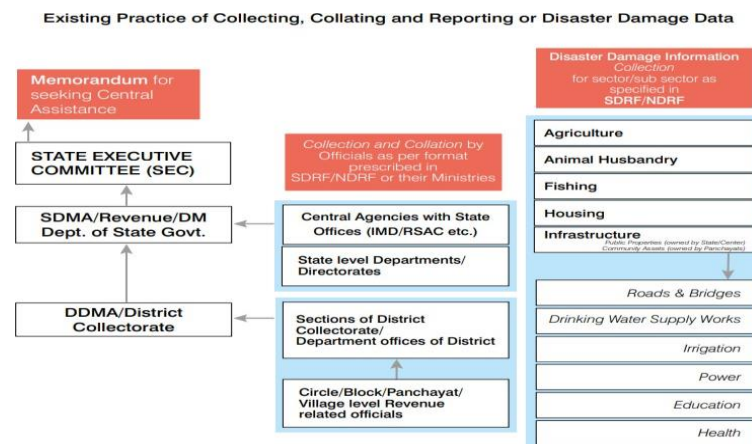 Existing Practice of Collecting, Collating and Reporting or Disaster Damage Data
Memorandum for
seeking Central
Assistance
STATE EXECUTIVE
COMMITTEE (SEC)
SDMA/Revenue/DM
Dept. of State Govt.
DDMA/District
Collectorate
Collection and Collation by
Officials as per format
prescribed in
SDRF/NDRF or their Ministries
Central Agencies with State
Offices (IMD/RSAC etc.)
State level Departments/
Directorates
Sections of District
Collectorate/
Department offices of District
Circle/Block/Panchayat/
Village level Revenue
related officials
Disaster Damage Information
Collection
for sector/sub sector as
specified in
SDRF/NDRF
Agriculture
Animal Husbandry
Fishing
Housing
Infrastructure
Public Properties (owned by State/Center)
Community Assets (owned by Panchayats)
Roads & Bridges
Drinking Water Supply Works
Irrigation
Power
Education
Health